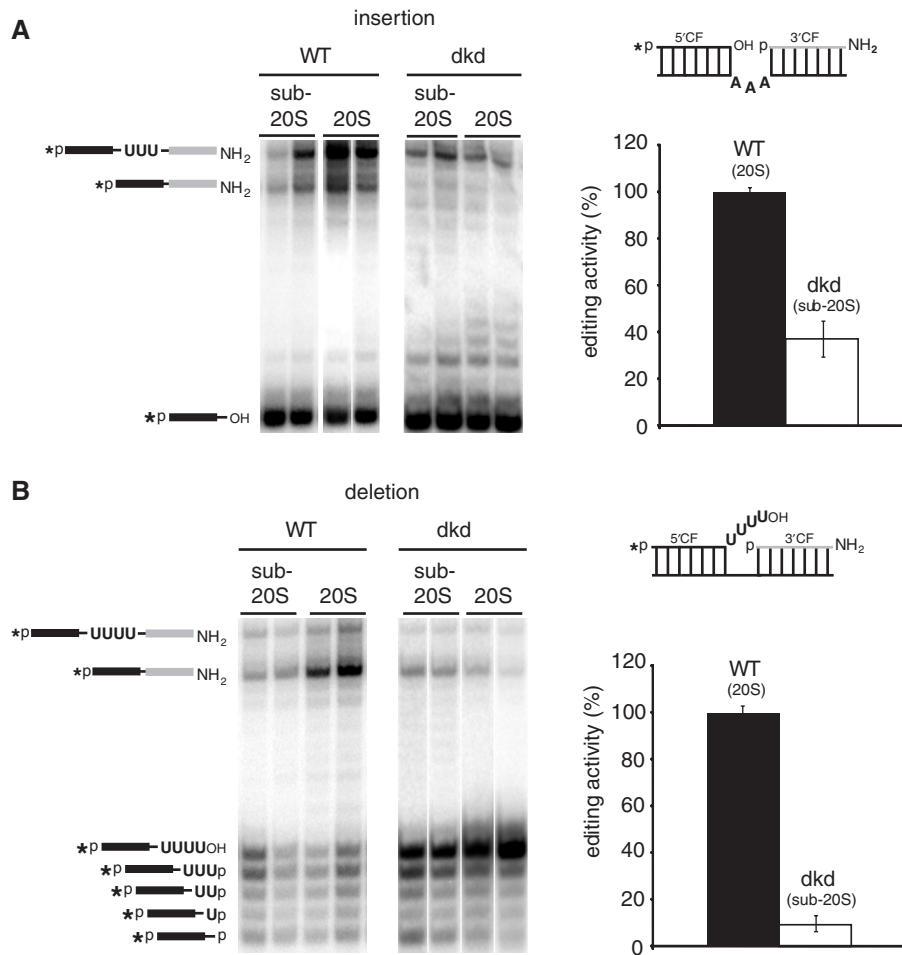 A
insertion
WT
dkd
sub-
20S
20S
sub-
20S
20S
*p UUU NH2
*p NH2
*p OH
*p 5'CF OH p 3'CF NH2
A A A
editing activity (%)
120
100
80
60
40
20
0
WT
(20S)
dkd
(sub-20S)
B
deletion
WT
dkd
sub-
20S
20S
sub-
20S
20S
*p UUUU NH2
*p NH2
*p UUUUOH
*p UUUp
*p UUp
*p Up
*p p
UUUUOH
*p 5'CF p 3'CF NH2
editing activity (%)
120
100
80
60
40
20
0
WT
(20S)
dkd
(sub-20S)